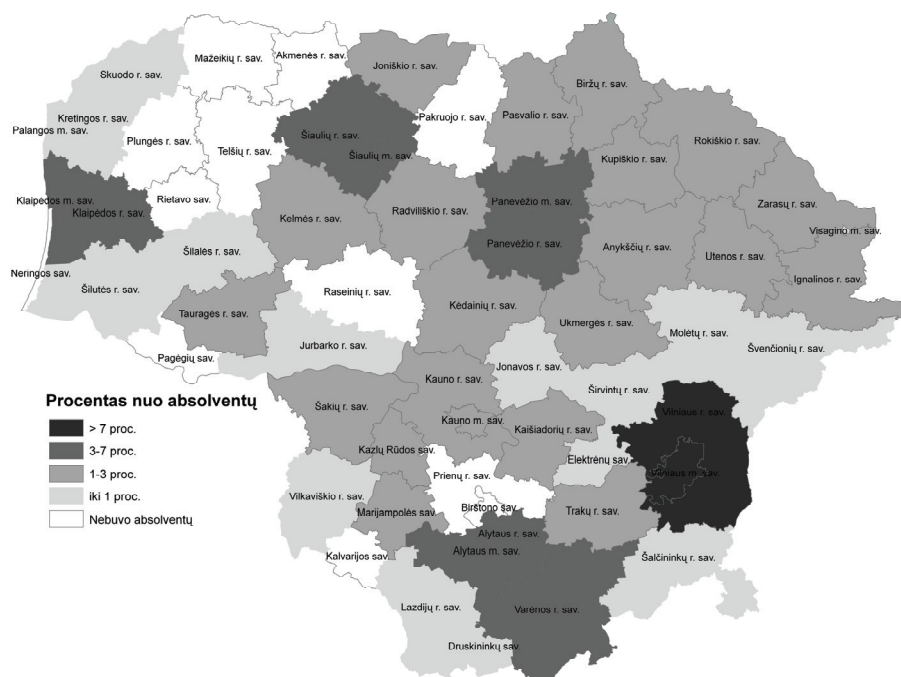 Mažeikių r. sav.
Akmenės r. sav.
Skuodo r. sav.
Joniškio r. sav.
Biržų r. sav.
Kretingos r. sav.
Pakruojo r. sav.
Pasvalio r. sav.
Palangos m. sav.
Plungės r. sav.
Telšių r. sav.
Šiaulių r. sav.
Šiaulių m. sav.
Kupiškio r. sav.
Rokiškio r. sav.
Klaipėdos m. sav.
Klaipėdos r. sav.
Rietavo sav.
Kelmės r. sav.
Radviliškio r. sav.
Panevėžio m. sav.
Panevėžio r. sav.
Zarasų r. sav.
Visagino m. sav.
Anykščių r. sav.
Utenos r. sav.
Ignalinos r. sav.
Neringos sav.
Šilalės r. sav.
Šilutės r. sav.
Raseinių r. sav.
Kėdainių r. sav.
Tauragės r. sav.
Ukmergės r. sav.
Molėtų r. sav.
Švenčionių r. sav.
Pagėgių sav.
Jurbarko r. sav.
Jonavos r. sav.
Kauno r. sav.
Širvintų r. sav.
Šakių r. sav.
Kauno m. sav.
Kaišiadorių r. sav.
Vilniaus r. sav.
Kazlų Rūdos sav.
Elektrėnų sav.
Vilniaus m. sav.
Prienų r. sav.
Vilkaviškio r. sav.
Birštono sav.
Marijampolės sav.
Trakų r. sav.
Alytaus r. sav.
Alytaus m. sav.
Kalvarijos sav.
Šalčininkų r. sav.
Lazdijų r. sav.
Varėnos r. sav.
Druskininkų sav.
Procentas nuo absolventų
> 7 proc.
3-7 proc.
1-3 proc.
iki 1 proc.
Nebuvo absolventų